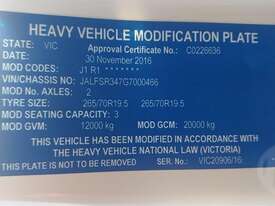 HEAVY VEHICLE MODIFICATION PLATE
STATE: VIC Approval Certificate No.: C0226636
DATE: 30 November 2016
MOD CODES: J1 R1
VIN/CHASSIS NO: JALFSR347G7000466
No. AXLES: 2
TYRE SIZE 265/70R19.5 265/70R19.5
MOD SEATING CAPACITY: 3
MOD GVM: 12000 kg MOD GCM: 20000 kg
THIS VEHICLE HAS BEEN MODIFIED IN ACCORDANCE WITH
THE HEAVY VEHICLE NATIONAL LAW (VICTORIA)
THIS PLATE IS NOT TO BE REMOVED SER. No.: VIC20906/16